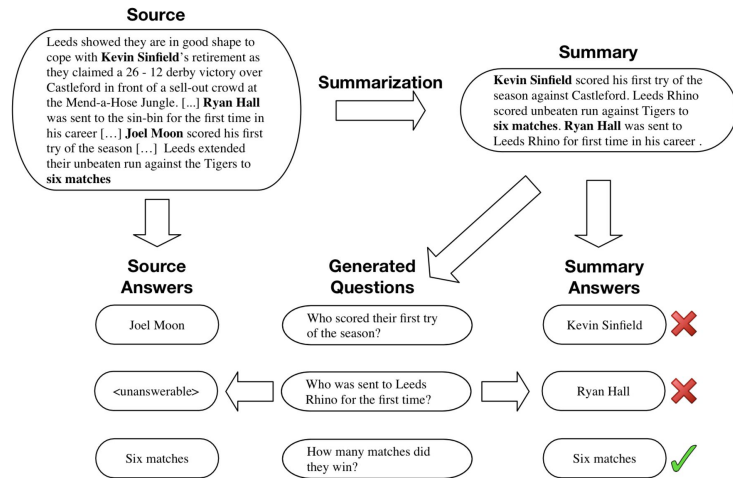 Source
Leeds showed they are in good shape to
cope with Kevin Sinfield's retirement as
they claimed a 26 - 12 derby victory over
Castleford in front of a sell-out crowd at
the Mend-a-Hose Jungle. [...] Ryan Hall
was sent to the sin-bin for the first time in
his career […] Joel Moon scored his first
try of the season […] Leeds extended
their unbeaten run against the Tigers to
six matches
Summarization
Summary
Kevin Sinfield scored his first try of the
season against Castleford. Leeds Rhino
scored unbeaten run against Tigers to
six matches. Ryan Hall was sent to
Leeds Rhino for first time in his career .
Source
Answers
Generated
Questions
Summary
Answers
Joel Moon
Who scored their first try
of the season?
Kevin Sinfield
<unanswerable>
Who was sent to Leeds
Rhino for the first time?
Ryan Hall
Six matches
How many matches did
they win?
Six matches